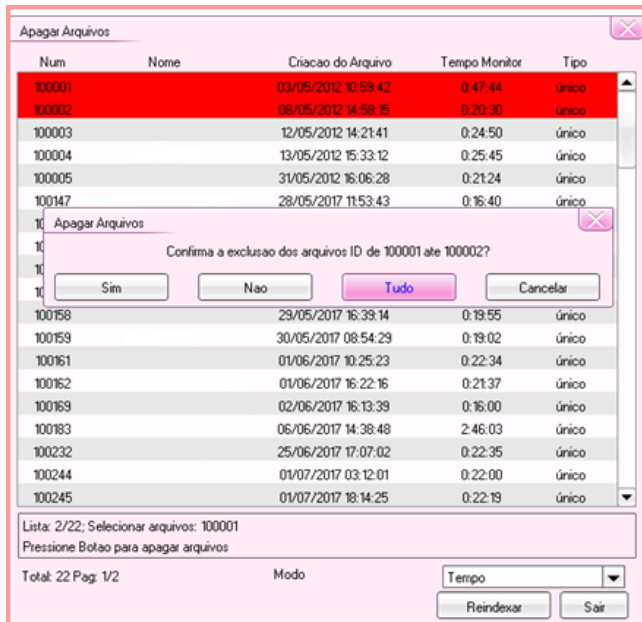 Apagar Arquivos
Num Nome Criacao do Arquivo Tempo Monitor Tipo
100001 03/05/2012 10:59:42 0:47:44 único
100002 08/05/2012 14:58:15 0:20:30 único
100003 12/05/2012 14:21:41 0:24:50 único
100004 13/05/2012 15:33:12 0:25:45 único
100005 31/05/2012 16:06:28 0:21:24 único
100147 28/05/2017 11:53:43 0:16:40 único
Apagar Arquivos
Confirma a exclusao dos arquivos ID de 100001 ate 100002?
Sim Nao Tudo Cancelar
100158 29/05/2017 16:39:14 0:19:55 único
100159 30/05/2017 08:54:29 0:19:02 único
100161 01/06/2017 10:25:23 0:22:34 único
100162 01/06/2017 16:22:16 0:21:37 único
100169 02/06/2017 16:13:39 0:16:00 único
100183 06/06/2017 14:38:48 2:46:03 único
100232 25/06/2017 17:07:02 0:22:35 único
100244 01/07/2017 03:12:01 0:22:00 único
100245 01/07/2017 18:14:25 0:22:19 único
Lista: 2/22; Selecionar arquivos: 100001
Pressione Botao para apagar arquivos
Total: 22 Pag: 1/2 Modo Tempo
Reindexar Sair